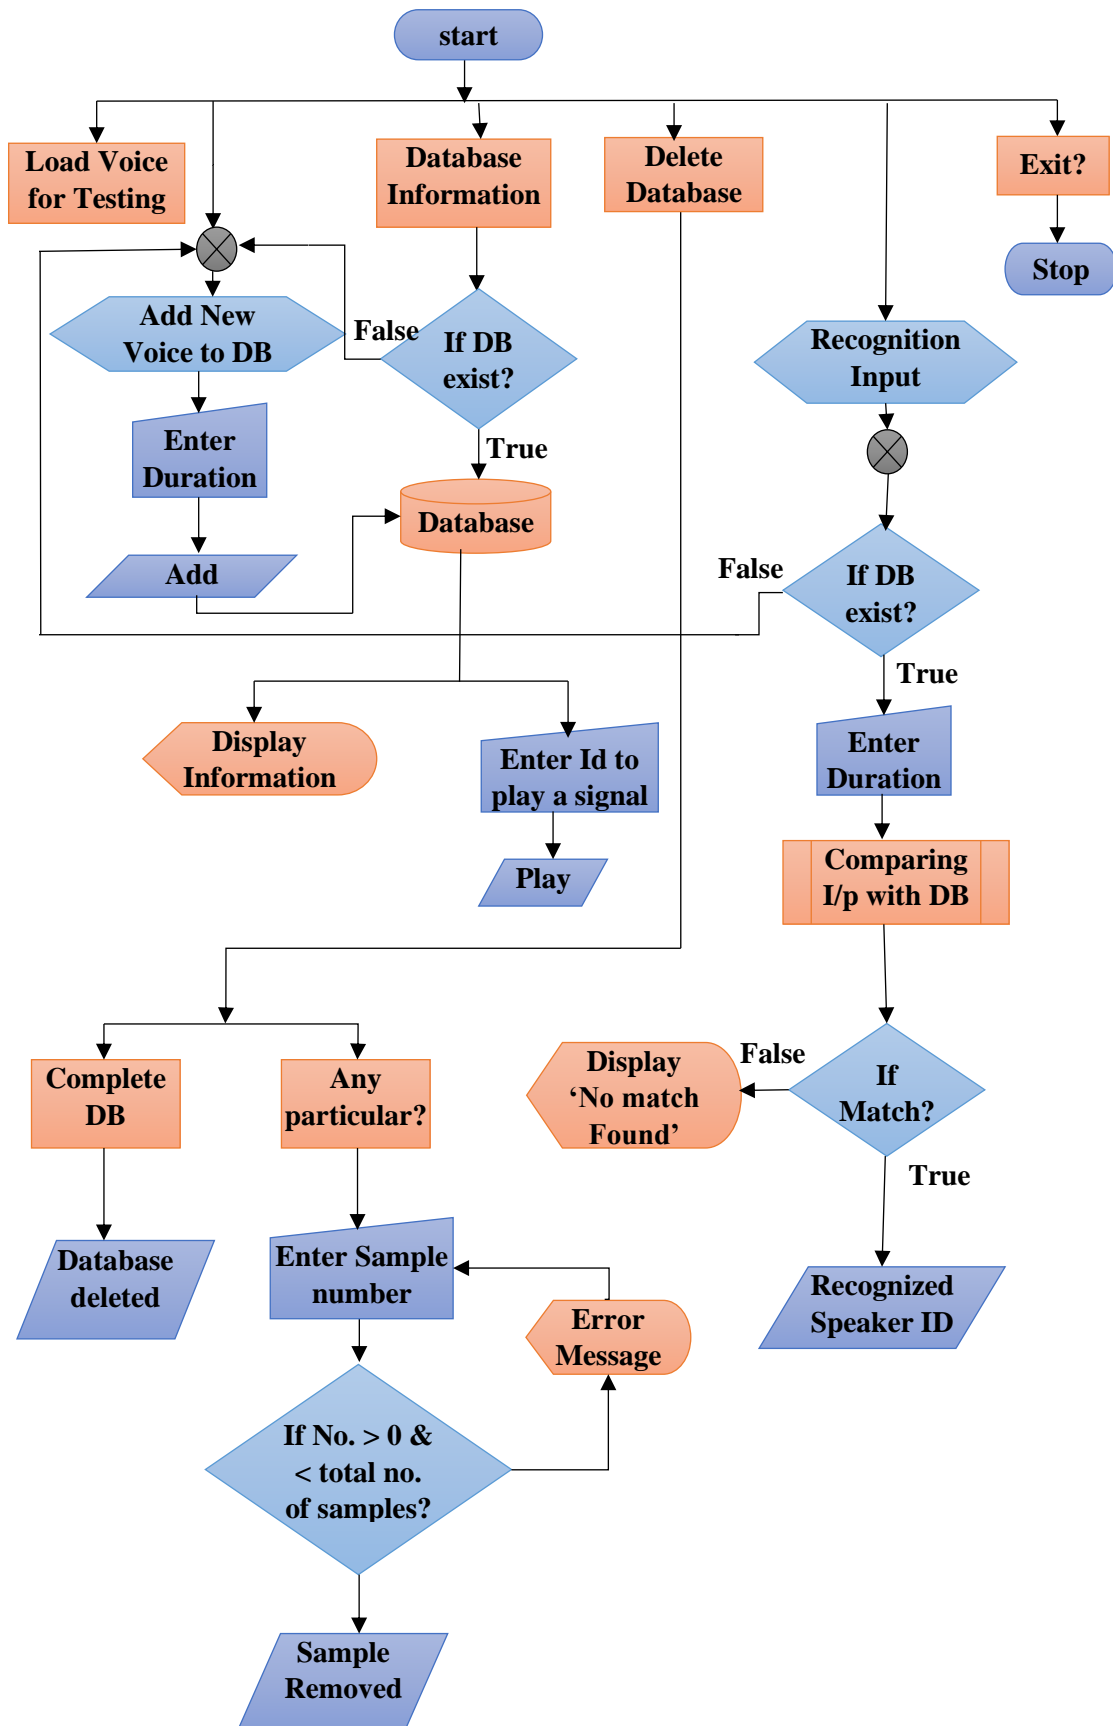 start
Load Voice
for Testing
Database
Information
Delete
Database
Exit?
Stop
Add New
Voice to DB
False
If DB
exist?
Recognition
Input
True
Enter
Duration
Database
Add
False
If DB
exist?
True
Display
Information
Enter Id to
play a signal
Enter
Duration
Play
Comparing
I/p with DB
Complete
DB
Any
particular?
Display
‘No match
Found’
False
If
Match?
True
Database
deleted
Enter Sample
number
Error
Message
Recognized
Speaker ID
If No. > 0 &
< total no.
of samples?
Sample
Removed